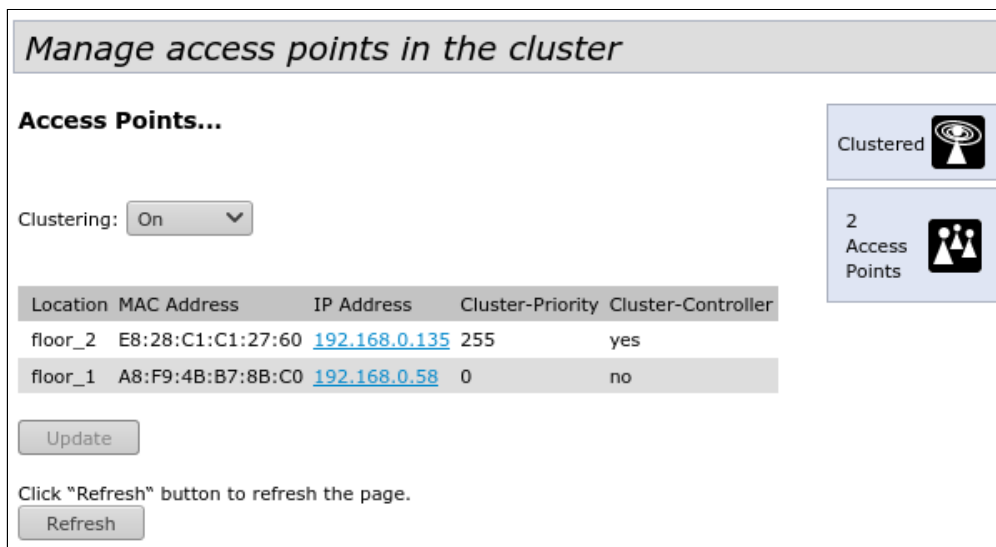 Manage access points in the cluster
Access Points...
Clustered
Clustering: On
2
Access
Points
Location MAC Address IP Address Cluster-Priority Cluster-Controller
floor_2 E8:28:C1:C1:27:60 192.168.0.135 255 yes
floor_1 A8:F9:4B:B7:8B:C0 192.168.0.58 0 no
Update
Click "Refresh" button to refresh the page.
Refresh